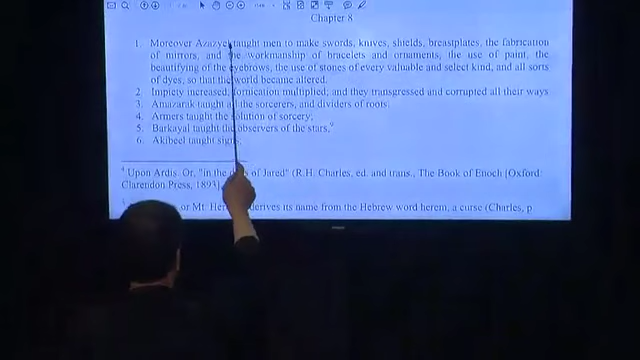 Chapter 8
1. Moreover Azazyel taught men to make swords, knives, shields, breastplates, the fabrication
of mirrors, and the workmanship of bracelets and ornaments, the use of paint, the
beautifying of the eyebrows, the use of stones of every valuable and select kind, and all sorts
of dyes, so that the world became altered.
2. Impiety increased; fornication multiplied; and they transgressed and corrupted all their ways
3. Amazarak taught all the sorcerers, and dividers of roots:
4. Armers taught the solution of sorcery;
5. Barkayal taught the observers of the stars,9
6. Akibeel taught signs;
Upon Ardis. Or, "in the days of Jared" (R.H. Charles, ed. and trans., The Book of Enoch [Oxford:
Clarendon Press, 1893]
or Mt. derives its name from the Hebrew word herem, a curse (Charles, p